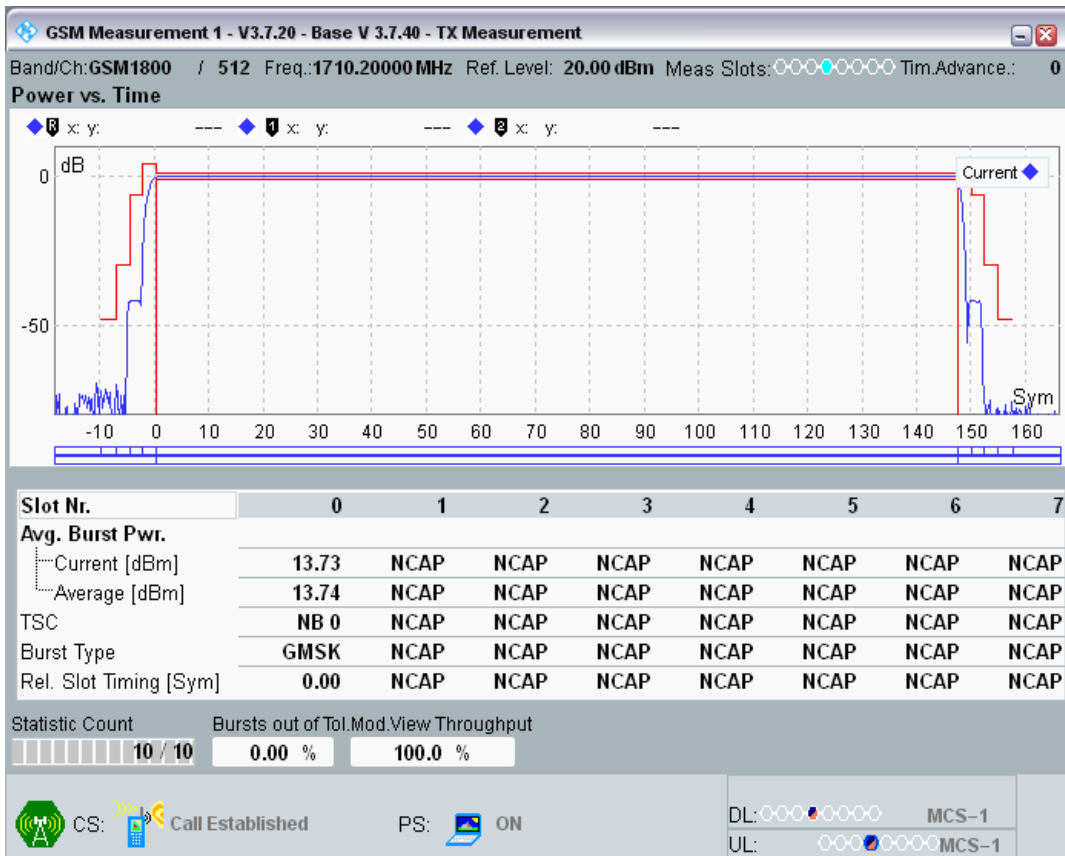 GSM Measurement 1 - V3.7.20 - Base V 3.7.40 - TX Measurement
Band/Ch:GSM1800 / 512 Freq.:1710.20000 MHz Ref. Level: 20.00 dBm Meas Slots: Tim.Advance.: 0
Power vs. Time
R x: y: --- 1 x: y: --- 2 x: y: ---
dB
Current
0
-50
Sym
-10 0 10 20 30 40 50 60 70 80 90 100 110 120 130 140 150 160
Slot Nr. 0 1 2 3 4 5 6 7
Avg. Burst Pwr.
Current [dBm] 13.73 NCAP NCAP NCAP NCAP NCAP NCAP NCAP
Average [dBm] 13.74 NCAP NCAP NCAP NCAP NCAP NCAP NCAP
TSC NB 0 NCAP NCAP NCAP NCAP NCAP NCAP NCAP
Burst Type GMSK NCAP NCAP NCAP NCAP NCAP NCAP NCAP
Rel. Slot Timing [Sym] 0.00 NCAP NCAP NCAP NCAP NCAP NCAP NCAP
Statistic Count Bursts out of Tol. Mod.View Throughput
10 / 10 0.00 % 100.0 %
CS: Call Established PS: ON
DL: MCS-1
UL: MCS-1